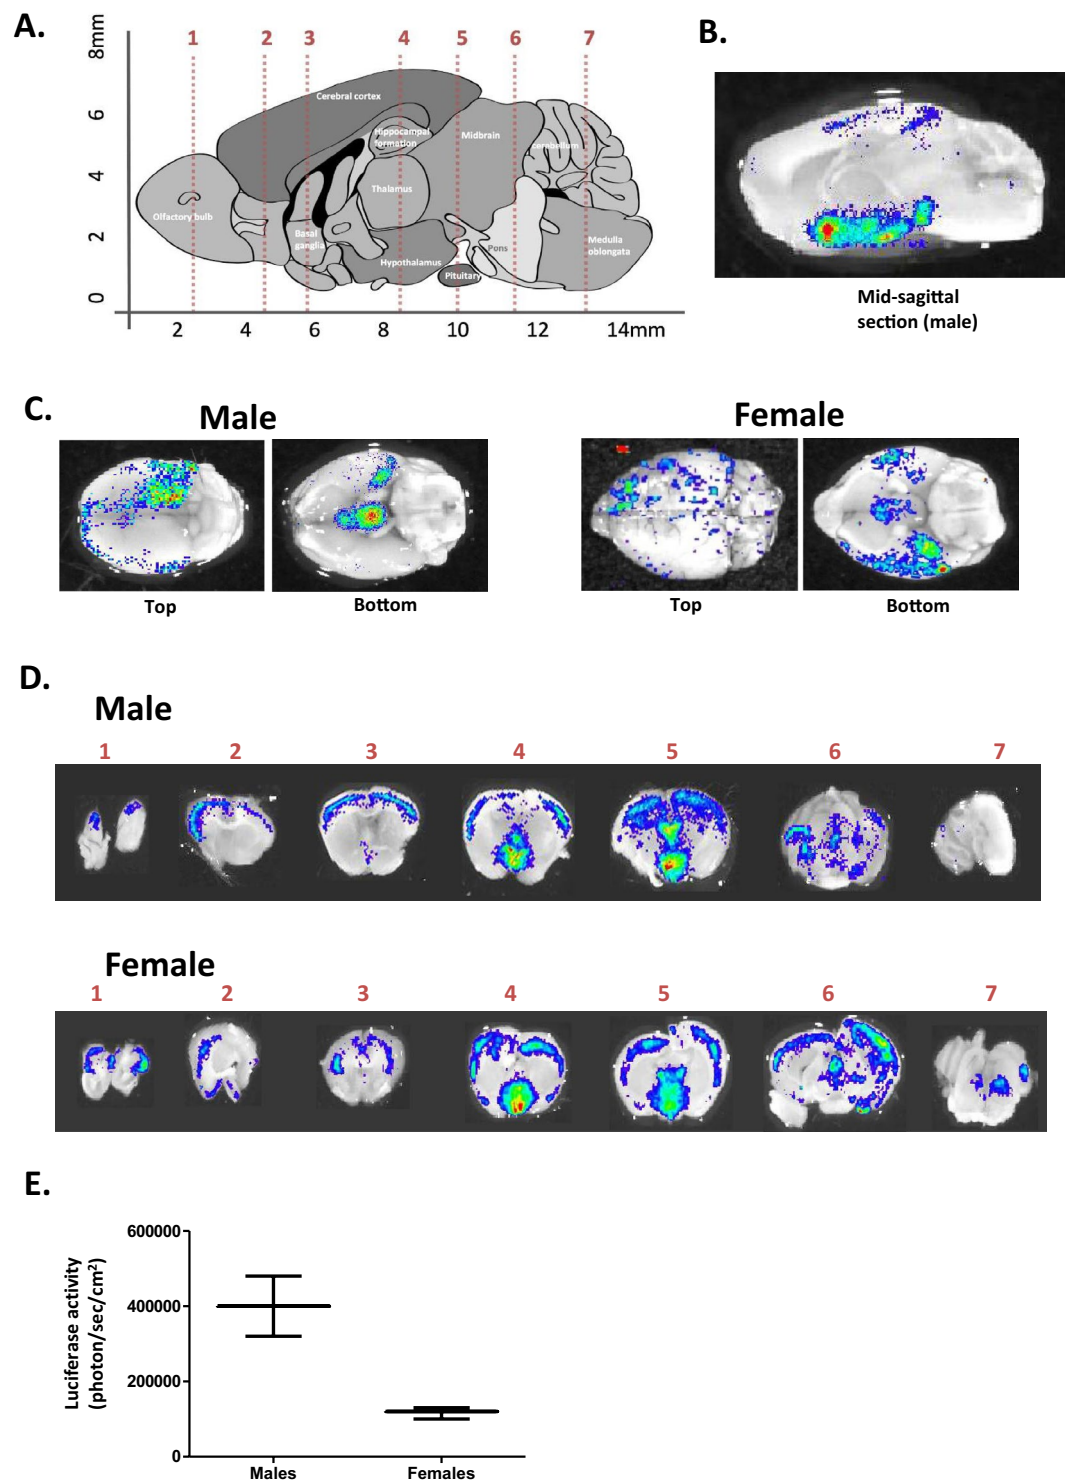 A.
8mm
6
4
2
0
1 2 3 4 5 6 7
Cerebral cortex
Hippocampal
formation
Midbrain
cerebellum
Thalamus
Olfactory bulb
Basal
ganglia
Hypothalamus
Pons
Pituitary
Medulla
oblongata
2 4 6 8 10 12 14mm
B.
Mid-sagittal
section (male)
C.
Male
Female
Top
Bottom
Top
Bottom
D.
Male
1 2 3 4 5 6 7
Female
1 2 3 4 5 6 7
E.
Luciferase activity
(photon/sec/cm²)
600000
400000
200000
0
Males
Females